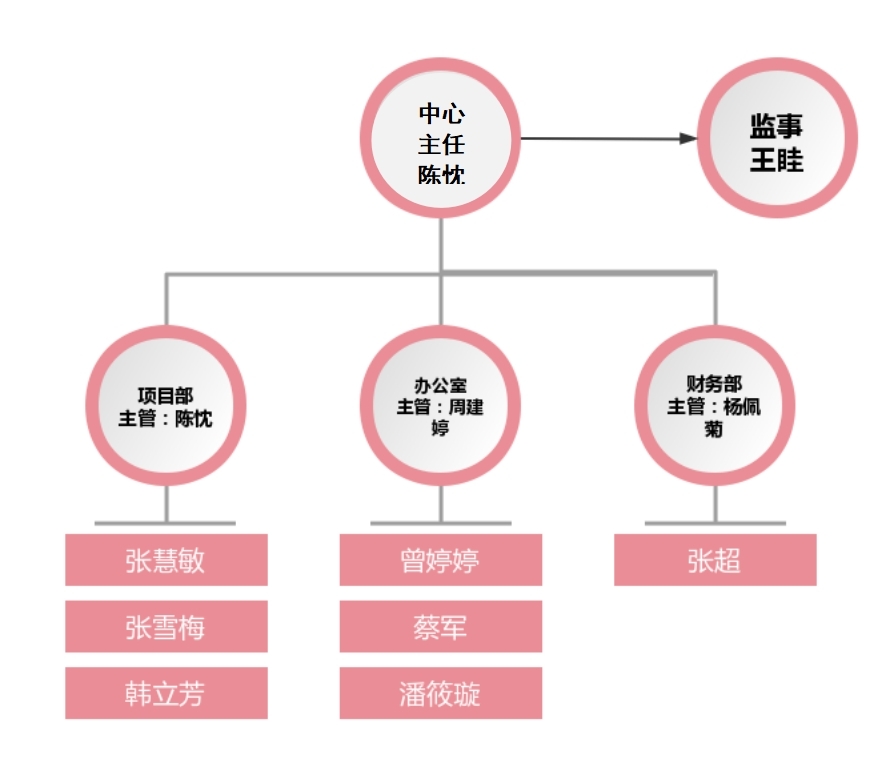 中心
主任
陈忱
监事
王眭
项目部
主管：陈忱
办公室
主管：周建
婷
财务部
主管：杨佩
菊
张慧敏
曾婷婷
张超
张雪梅
蔡军
韩立芳
潘筱璇